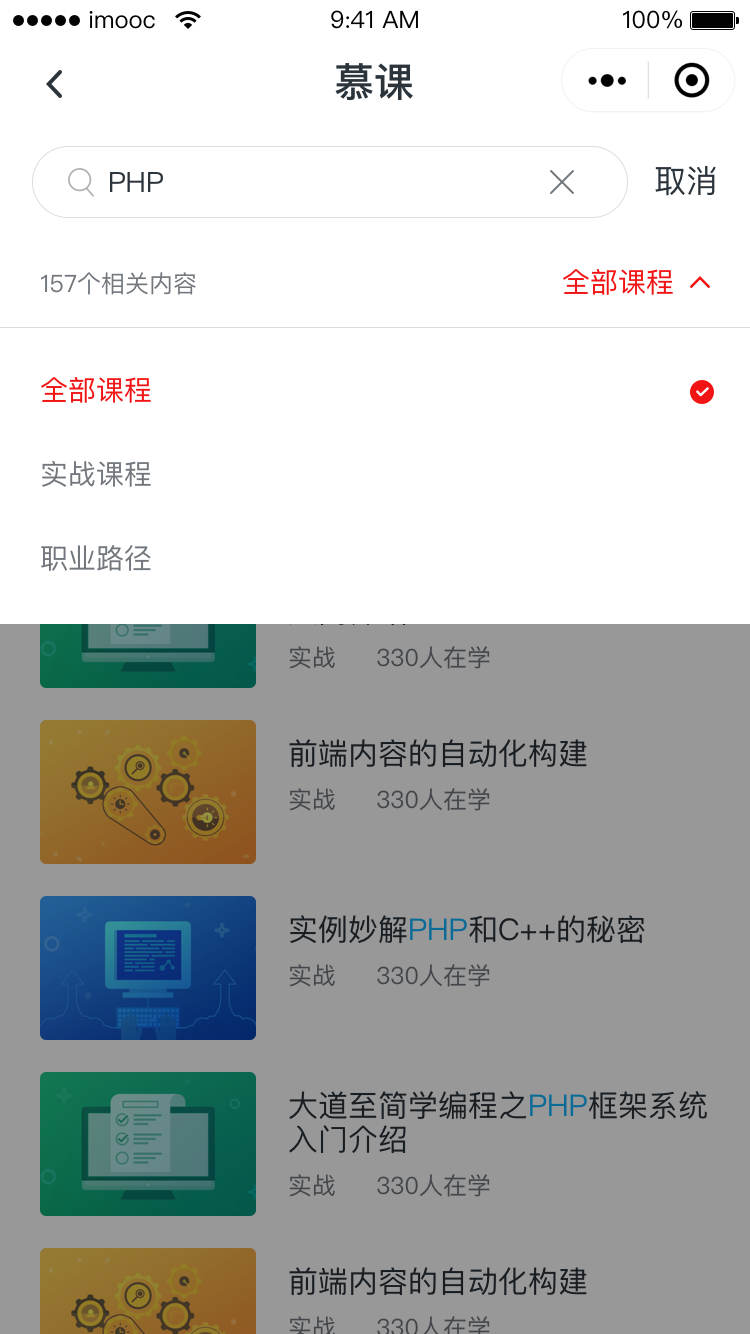 imooc 9:41 AM 100%
慕课
PHP 取消
157个相关内容 全部课程
全部课程
实战课程
职业路径
实战 330人在学
前端内容的自动化构建
实战 330人在学
实例妙解PHP和C++的秘密
实战 330人在学
大道至简学编程之PHP框架系统
入门介绍
实战 330人在学
前端内容的自动化构建
实战 330人在学